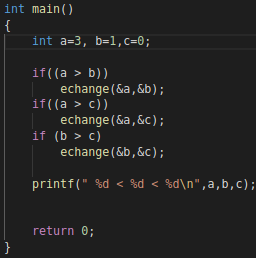 int main()
{
int a=3, b=1,c=0;
if((a > b))
echange(&a,&b);
if((a > c))
echange(&a,&c);
if (b > c)
echange(&b,&c);
printf(" %d < %d < %d\n",a,b,c);
return 0;
}